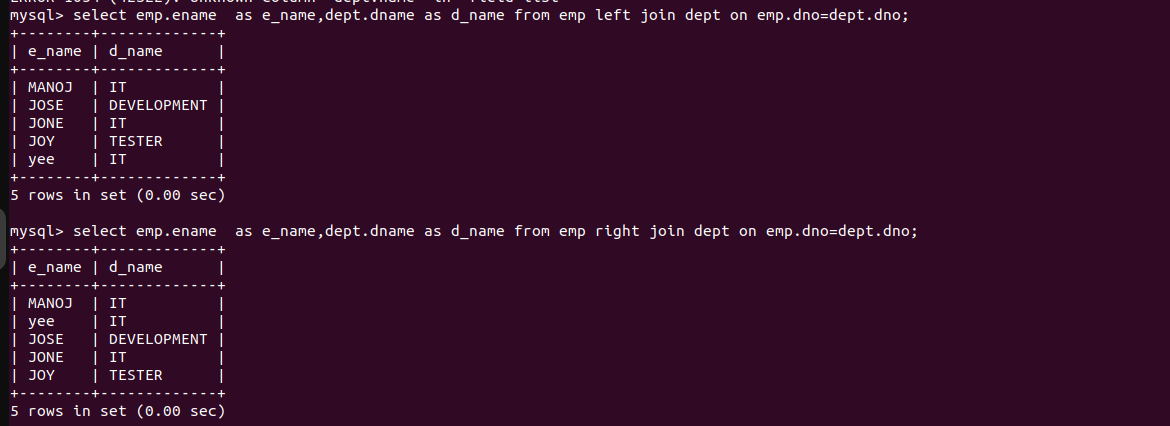 mysql> select emp.ename  as e_name,dept.dname as d_name from emp left join dept on emp.dno=dept.dno;
+--------+-------------+
| e_name | d_name      |
+--------+-------------+
| MANOJ  | IT          |
| JOSE   | DEVELOPMENT |
| JONE   | IT          |
| JOY    | TESTER      |
| yee    | IT          |
+--------+-------------+
5 rows in set (0.00 sec)

mysql> select emp.ename  as e_name,dept.dname as d_name from emp right join dept on emp.dno=dept.dno;
+--------+-------------+
| e_name | d_name      |
+--------+-------------+
| MANOJ  | IT          |
| yee    | IT          |
| JOSE   | DEVELOPMENT |
| JONE   | IT          |
| JOY    | TESTER      |
+--------+-------------+
5 rows in set (0.00 sec)